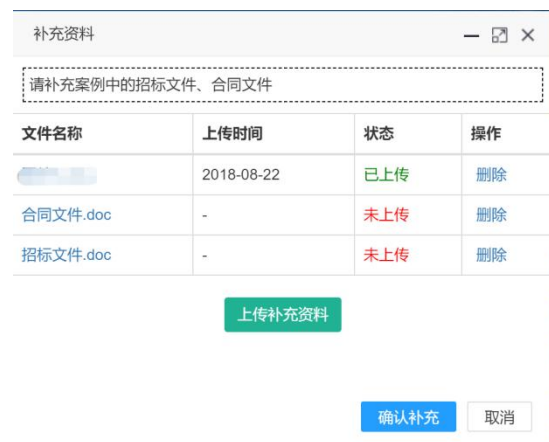 补充资料
请补充案例中的招标文件、合同文件
文件名称 上传时间 状态 操作
2018-08-22 已上传 删除
合同文件.doc - 未上传 删除
招标文件.doc - 未上传 删除
上传补充资料
确认补充 取消